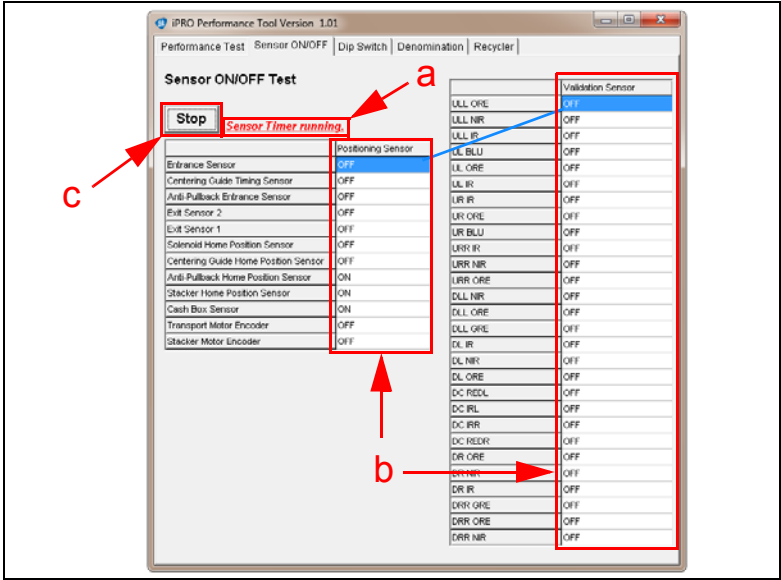 iPRO Performance Tool Version 1.01
Performance Test Sensor ON/OFF Dip Switch Denomination Recycler
Sensor ON/OFF Test
a
Stop
Sensor Timer running.
c
Positioning Sensor
Entrance Sensor OFF
Centering Guide Timing Sensor OFF
Anti-Pullback Entrance Sensor OFF
Exit Sensor 2 OFF
Exit Sensor 1 OFF
Solenoid Home Position Sensor OFF
Centering Guide Home Position Sensor OFF
Anti-Pullback Home Position Sensor ON
Stacker Home Position Sensor ON
Cash Box Sensor ON
Transport Motor Encoder OFF
Stacker Motor Encoder OFF
b
Validation Sensor
ULL ORE OFF
ULL NIR OFF
ULL IR OFF
UL BLU OFF
UL ORE OFF
UL IR OFF
UR IR OFF
UR ORE OFF
UR BLU OFF
URR IR OFF
URR NIR OFF
URR ORE OFF
DLL NIR OFF
DLL ORE OFF
DLL GRE OFF
DL IR OFF
DL NIR OFF
DL ORE OFF
DC REDL OFF
DC IRL OFF
DC IRR OFF
DC REDR OFF
DR ORE OFF
DR NIR OFF
DR IR OFF
DRR GRE OFF
DRR ORE OFF
DRR NIR OFF